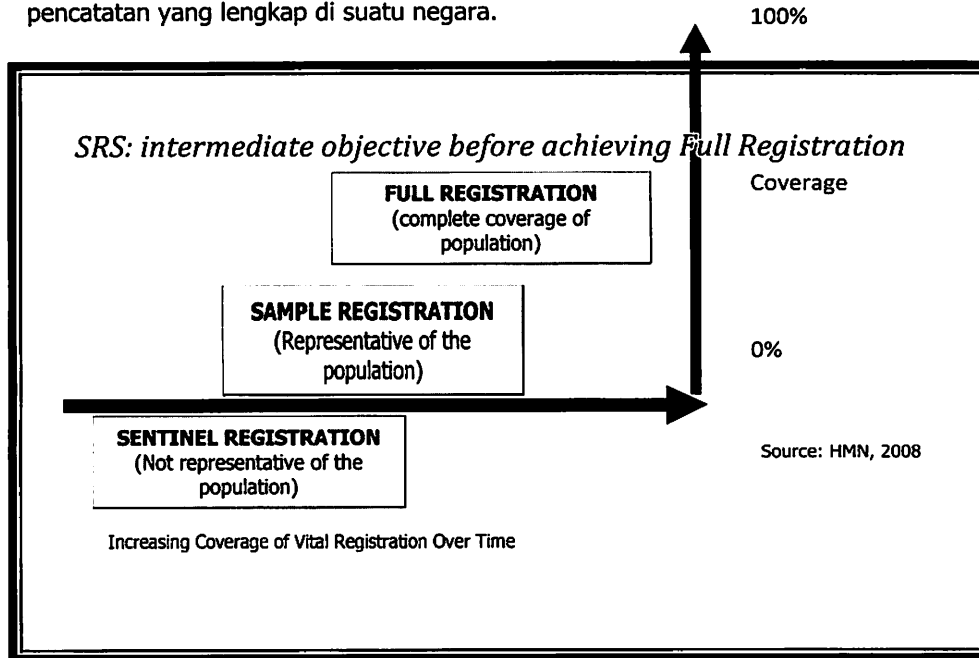 pencatatan yang lengkap di suatu negara.
100%
SRS: intermediate objective before achieving Full Registration
Coverage
FULL REGISTRATION
(complete coverage of
population)
SAMPLE REGISTRATION
(Representative of the
population)
0%
SENTINEL REGISTRATION
(Not representative of the
population)
Source: HMN, 2008
Increasing Coverage of Vital Registration Over Time